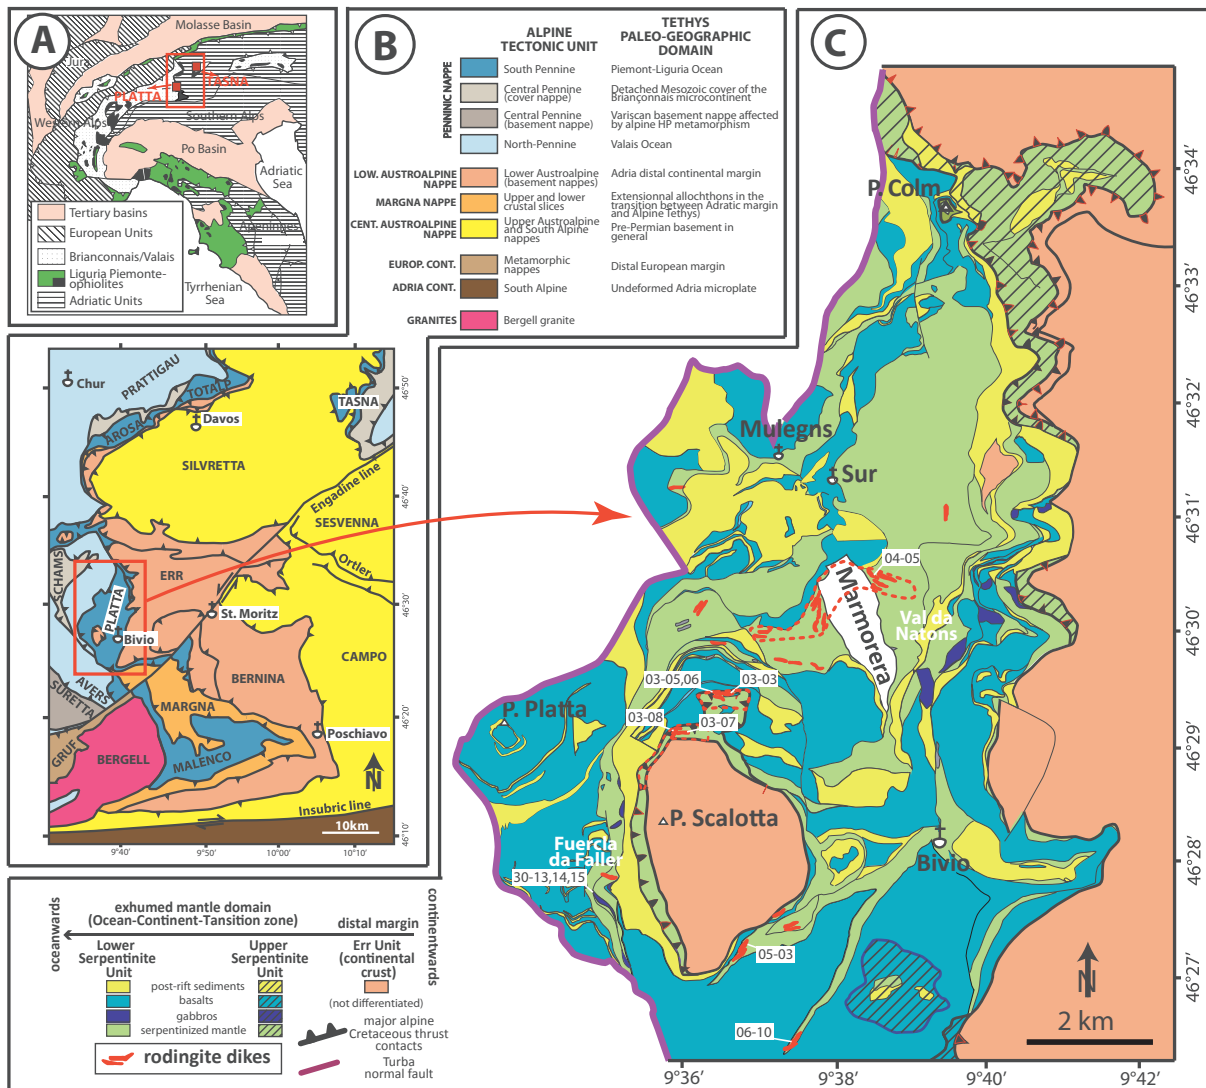 A
Molasse Basin
Jura
TASNA
PLATTA
Western Alps
Southern Alps
Po Basin
Adriatic
Sea
Apennines
Tyrrhenian
Sea
Tertiary basins
European Units
Brianconnais/Valais
Liguria Piemonte-
ophiolites
Adriatic Units
B
ALPINE
TECTONIC UNIT
TETHYS
PALEO-GEOGRAPHIC
DOMAIN
PENNINIC NAPPE
South Pennine
Piemont-Liguria Ocean
Central Pennine
(cover nappe)
Detached Mesozoic cover of the
Briançonnais microcontinent
Central Pennine
(basement nappe)
Variscan basement nappe affected
by alpine HP metamorphism
North-Pennine
Valais Ocean
LOW. AUSTROALPINE
NAPPE
Lower Austroalpine
(basement nappes)
Adria distal continental margin
MARGNA NAPPE
Upper and lower
crustal slices
Extensionnal allochtons in the
transition between Adratic margin
and Alpine Tethys)
CENT. AUSTROALPINE
NAPPE
Upper Austroalpine
and South Alpine
nappes
Pre-Permian basement in
general
EUROP. CONT.
Metamorphic
nappes
Distal European margin
ADRIA CONT.
South Alpine
Undeformed Adria microplate
GRANITES
Bergell granite
Chur
PRATTIGAU
TOTALP
AROSA
Davos
TASNA
SILVRETTA
Engadine line
SESVENNA
Ortler
SCHAMS
ERR
PLATTA
St. Moritz
Bivio
CAMPO
AVERS
BERNINA
SURETTA
MARGNA
Poschiavo
GRUF
BERGELL
MALENCO
N
Insubric line
10km
46°50'
46°40'
46°30'
46°20'
46°10'
9°40'
9°50'
10°00'
10°10'
C
P. Colm
Mulegns
Sur
04-05
Marmorera
Val da
Natons
03-05,06
03-03
03-08
03-07
P. Platta
P. Scalotta
Fuercla
da Faller
30-13,14,15
Bivio
05-03
06-10
N
2 km
46°34'
46°33'
46°32'
46°31'
46°30'
46°29'
46°28'
46°27'
9°36'
9°38'
9°40'
9°42'
oceanwards
exhumed mantle domain
(Ocean-Continent-Tansition zone)
distal margin
continentwards
Lower
Serpentinite
Unit
Upper
Serpentinite
Unit
Err Unit
(continental
crust)
post-rift sediments
basalts
gabbros
serpentinized mantle
(not differentiated)
major alpine
Cretaceous thrust
contacts
rodingite dikes
Turba
normal fault